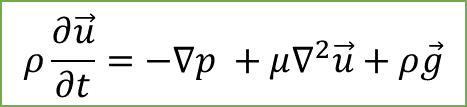 ρ ∂u⃗/∂t = −∇p + μ∇²u⃗ + ρg⃗